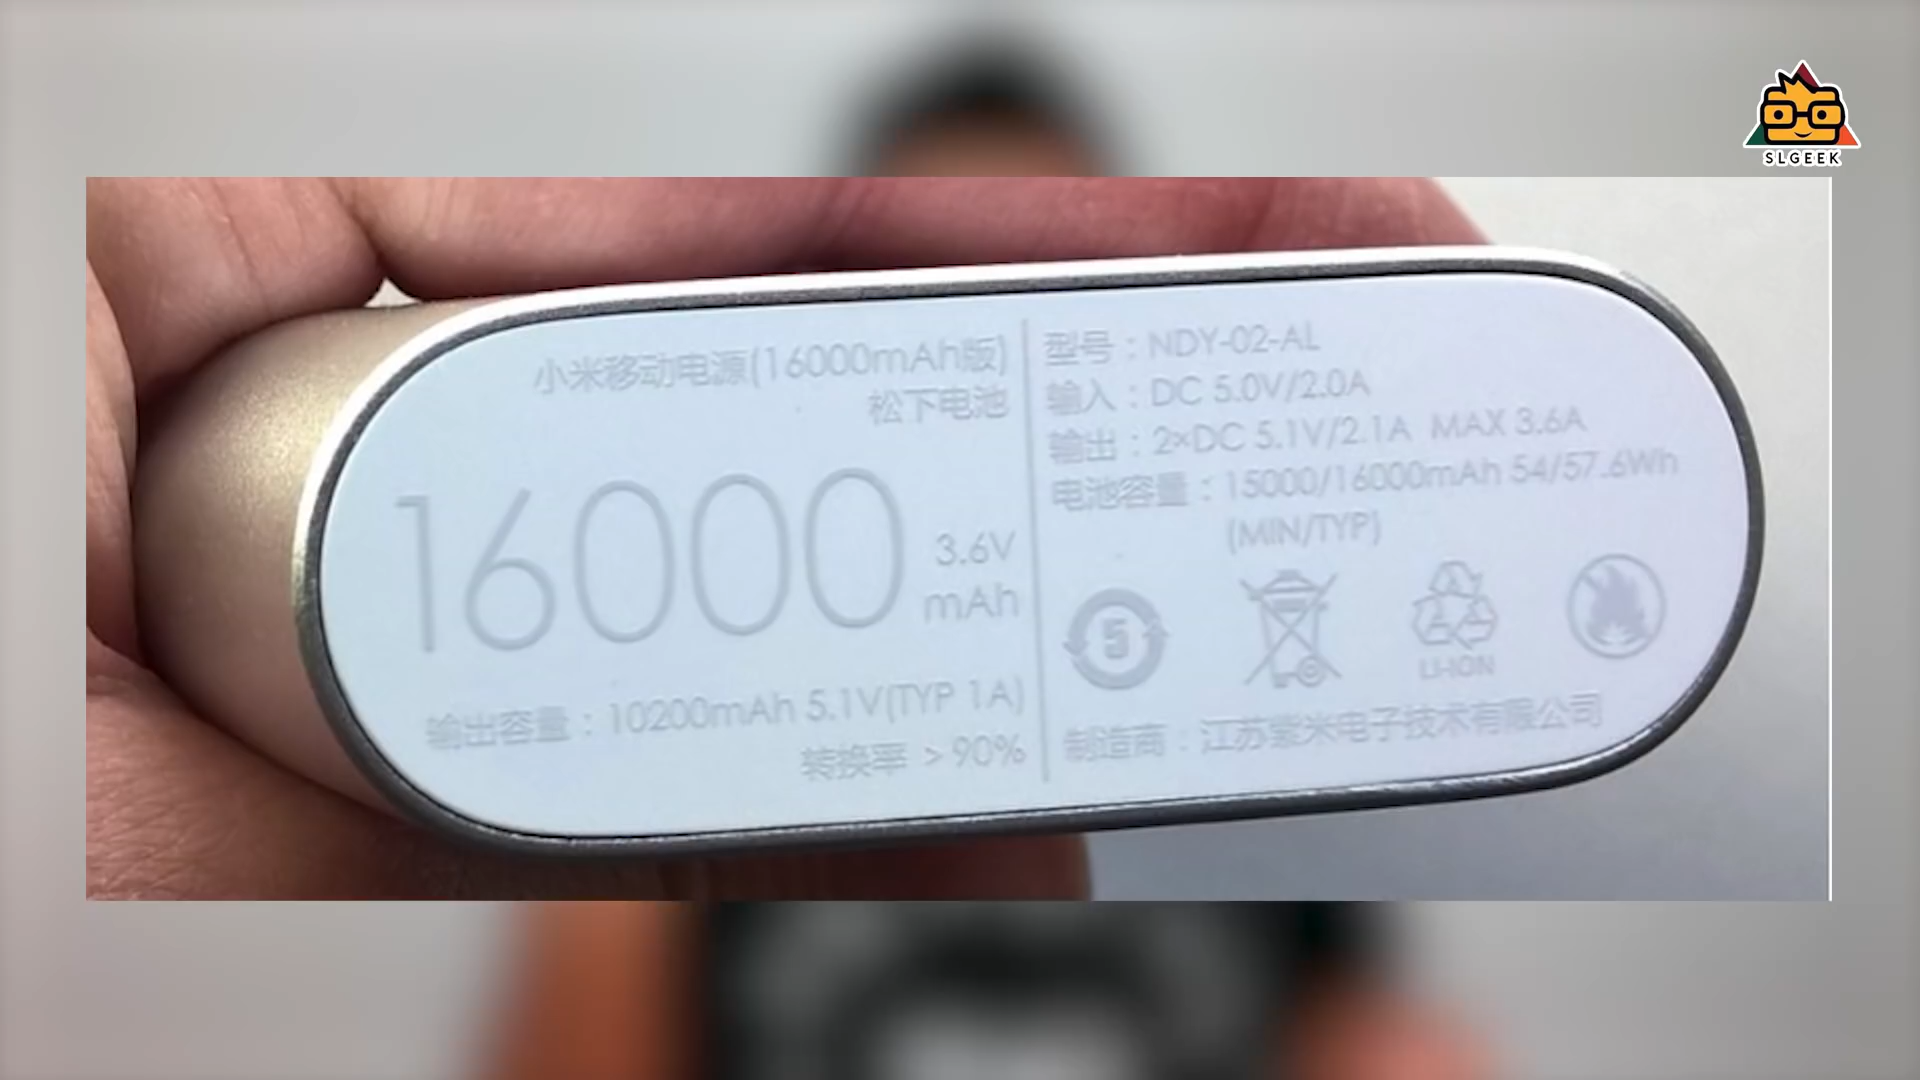 SLGEEK
小米移动电源(16000mAh版)
松下电池
16000 3.6V
mAh
输出容量：10200mAh 5.1V(TYP 1A)
转换率 > 90%
型号：NDY-02-AL
输入：DC 5.0V/2.0A
输出：2×DC 5.1V/2.1A MAX 3.6A
电池容量：15000/16000mAh 54/57.6Wh
(MIN/TYP)
5
LI-ION
制造商：江苏紫米电子技术有限公司